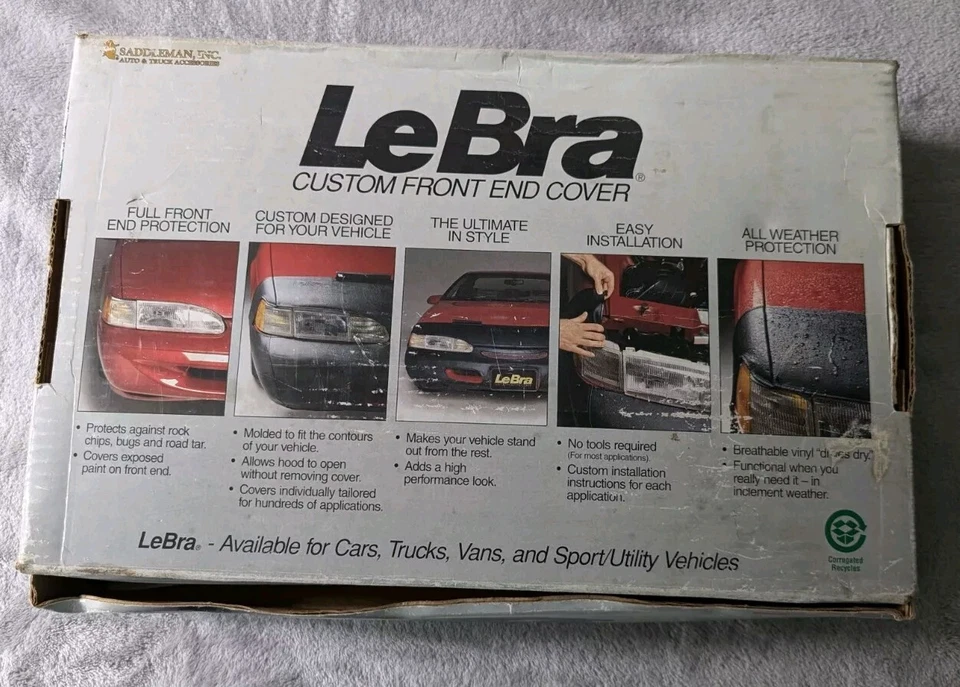 SADDLEMAN, INC.
AUTO & TRUCK ACCESSORIES
LeBra®
CUSTOM FRONT END COVER
FULL FRONT
END PROTECTION
• Protects against rock
chips, bugs and road tar.
• Covers exposed
paint on front end.
CUSTOM DESIGNED
FOR YOUR VEHICLE
• Molded to fit the contours
of your vehicle.
• Allows hood to open
without removing cover.
• Covers individually tailored
for hundreds of applications.
THE ULTIMATE
IN STYLE
LeBra
• Makes your vehicle stand
out from the rest.
• Adds a high
performance look.
EASY
INSTALLATION
• No tools required
(For most applications).
• Custom installation
instructions for each
application.
ALL WEATHER
PROTECTION
• Breathable vinyl dry.
• Functional when you
really need it – in
inclement weather.
LeBra® - Available for Cars, Trucks, Vans, and Sport/Utility Vehicles
Corrugated
Recycles